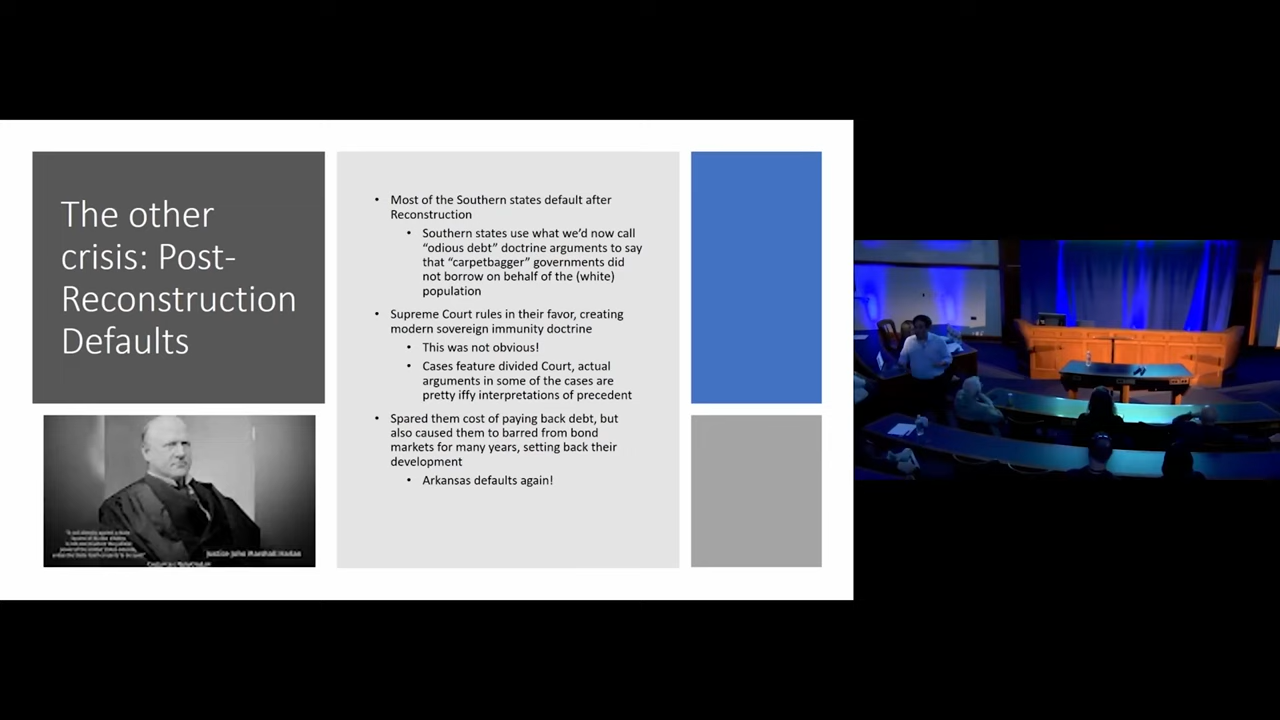 The other
crisis: Post-
Reconstruction
Defaults
• Most of the Southern states default after
Reconstruction
• Southern states use what we'd now call
“odious debt” doctrine arguments to say
that “carpetbagger” governments did
not borrow on behalf of the (white)
population
• Supreme Court rules in their favor, creating
modern sovereign immunity doctrine
• This was not obvious!
• Cases feature divided Court, actual
arguments in some of the cases are
pretty iffy interpretations of precedent
• Spared them cost of paying back debt, but
also caused them to barred from bond
markets for many years, setting back their
development
• Arkansas defaults again!
Justice John Marshall Harlan